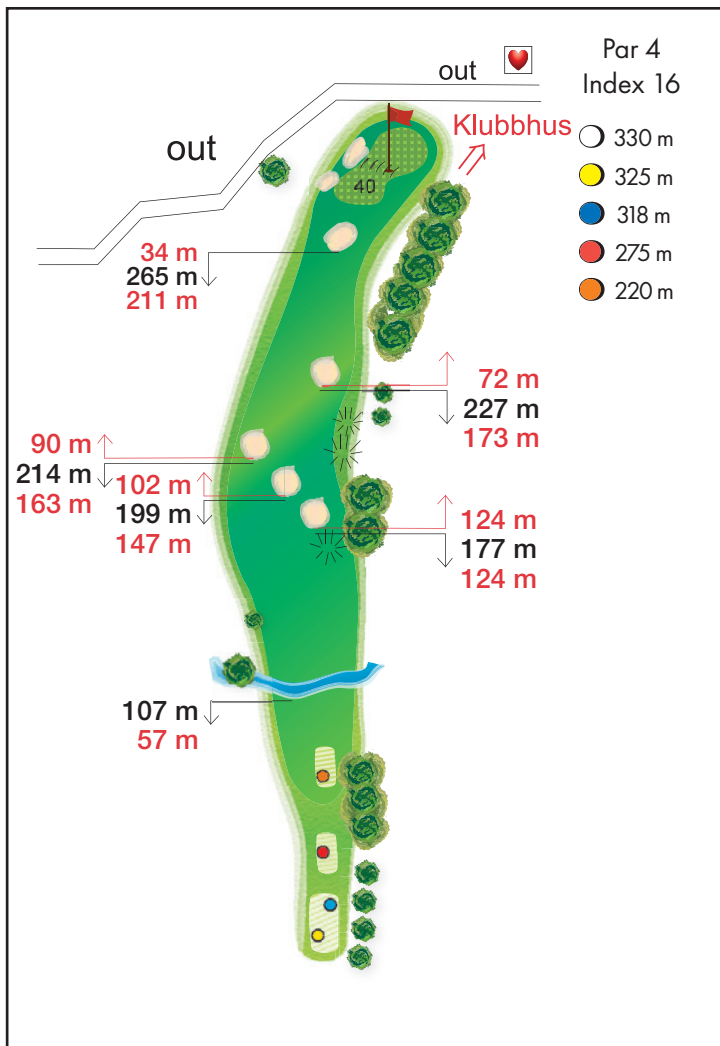 Par 4
Index 16
out
out
Klubbhus
330 m
325 m
318 m
275 m
220 m
40
34 m
265 m
211 m
72 m
227 m
173 m
90 m
214 m
163 m
102 m
199 m
147 m
124 m
177 m
124 m
107 m
57 m